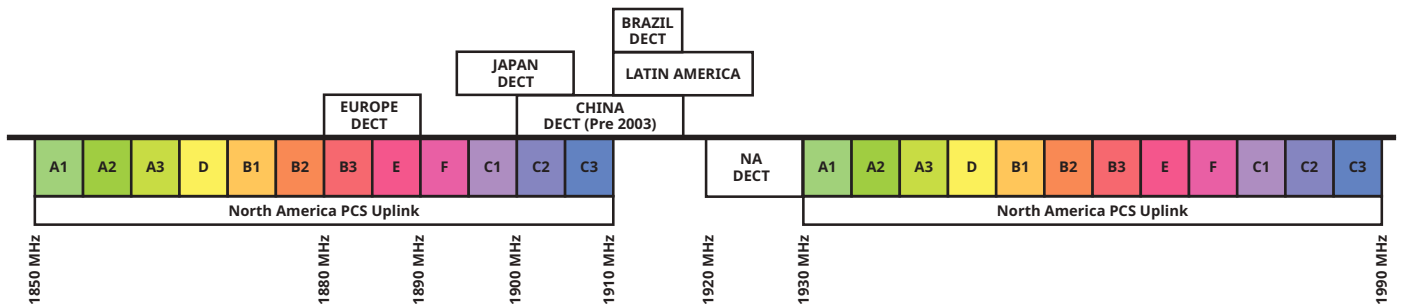 BRAZIL
DECT
JAPAN
DECT
LATIN AMERICA
EUROPE
DECT
CHINA
DECT (Pre 2003)
A1 A2 A3 D B1 B2 B3 E F C1 C2 C3
NA
DECT
A1 A2 A3 D B1 B2 B3 E F C1 C2 C3
North America PCS Uplink
North America PCS Uplink
1850 MHz
1880 MHz
1890 MHz
1900 MHz
1910 MHz
1920 MHz
1930 MHz
1990 MHz